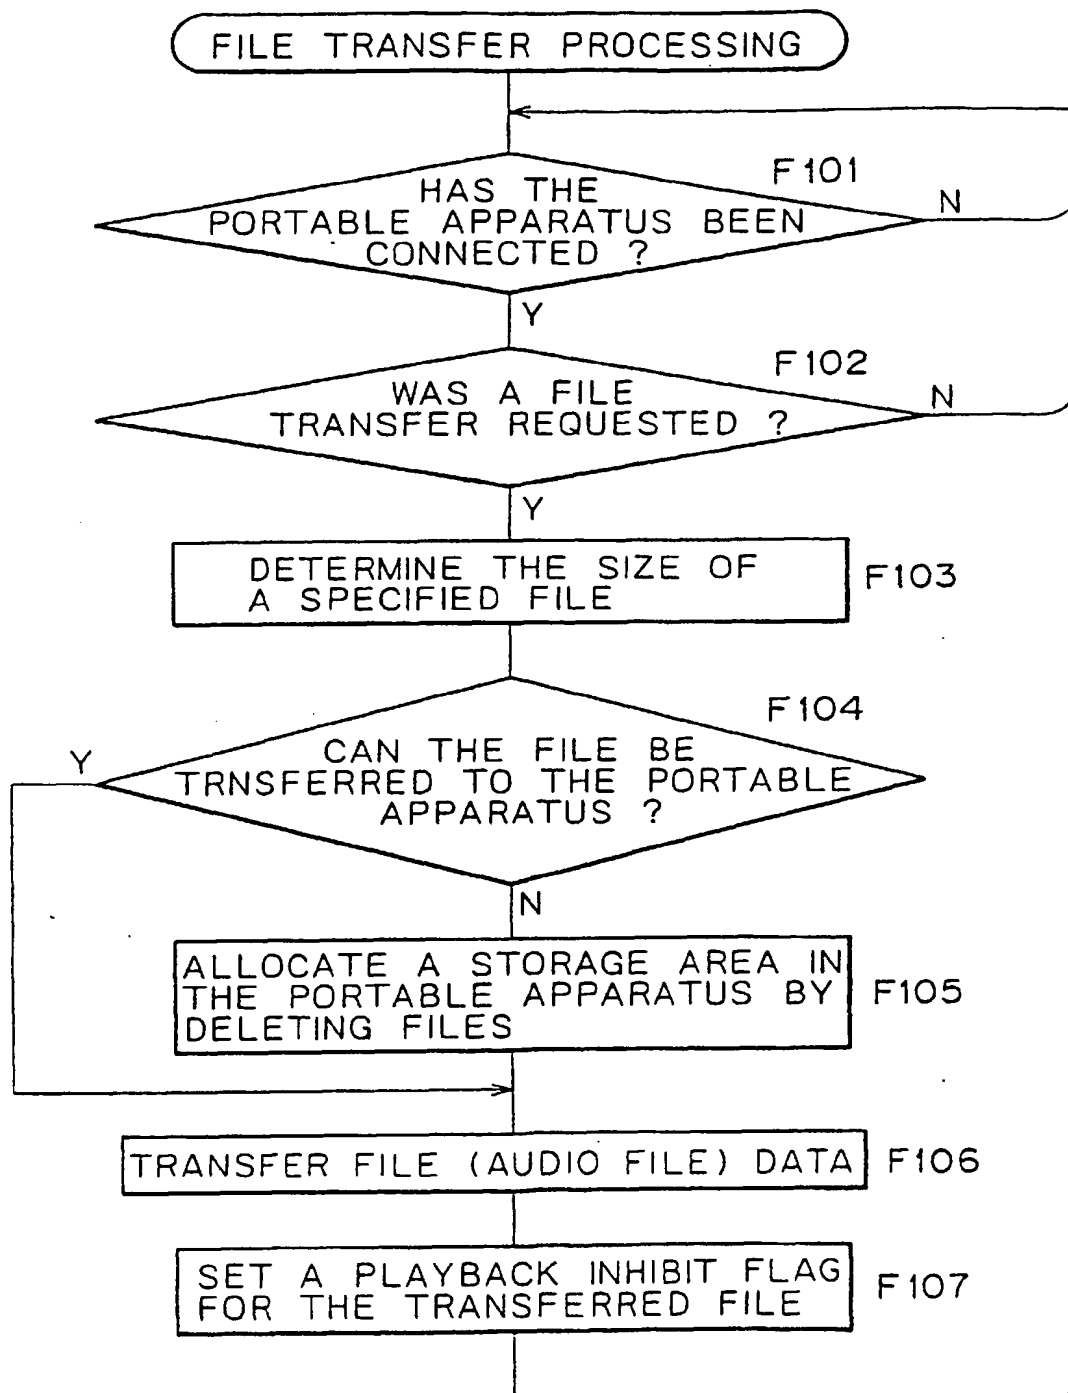 FILE TRANSFER PROCESSING
F101
HAS THE
PORTABLE APPARATUS BEEN
CONNECTED ?
N
Y
F102
WAS A FILE
TRANSFER REQUESTED ?
N
Y
DETERMINE THE SIZE OF
A SPECIFIED FILE
F103
F104
CAN THE FILE BE
TRNSFERRED TO THE PORTABLE
APPARATUS ?
Y
N
ALLOCATE A STORAGE AREA IN
THE PORTABLE APPARATUS BY
DELETING FILES
F105
TRANSFER FILE (AUDIO FILE) DATA
F106
SET A PLAYBACK INHIBIT FLAG
FOR THE TRANSFERRED FILE
F107